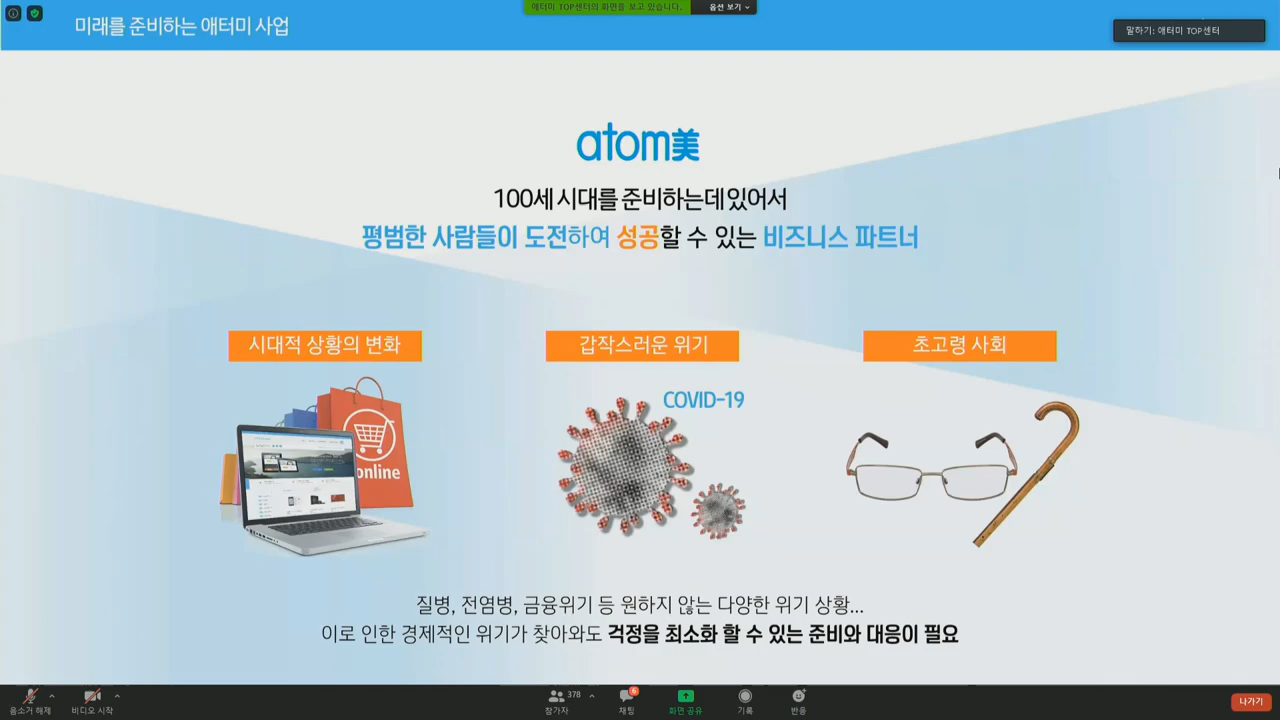 애터미 TOP센터의 화면을 보고 있습니다.
옵션 보기
미래를 준비하는 애터미 사업
말하기: 애터미 TOP센터
atom美
100세 시대를 준비하는데 있어서
평범한 사람들이 도전하여 성공할 수 있는 비즈니스 파트너
시대적 상황의 변화
갑작스러운 위기
초고령 사회
COVID-19
online
질병, 전염병, 금융위기 등 원하지 않는 다양한 위기 상황...
이로 인한 경제적인 위기가 찾아와도 걱정을 최소화 할 수 있는 준비와 대응이 필요
378
6
음소거 해제
비디오 시작
참가자
채팅
화면 공유
기록
반응
나가기